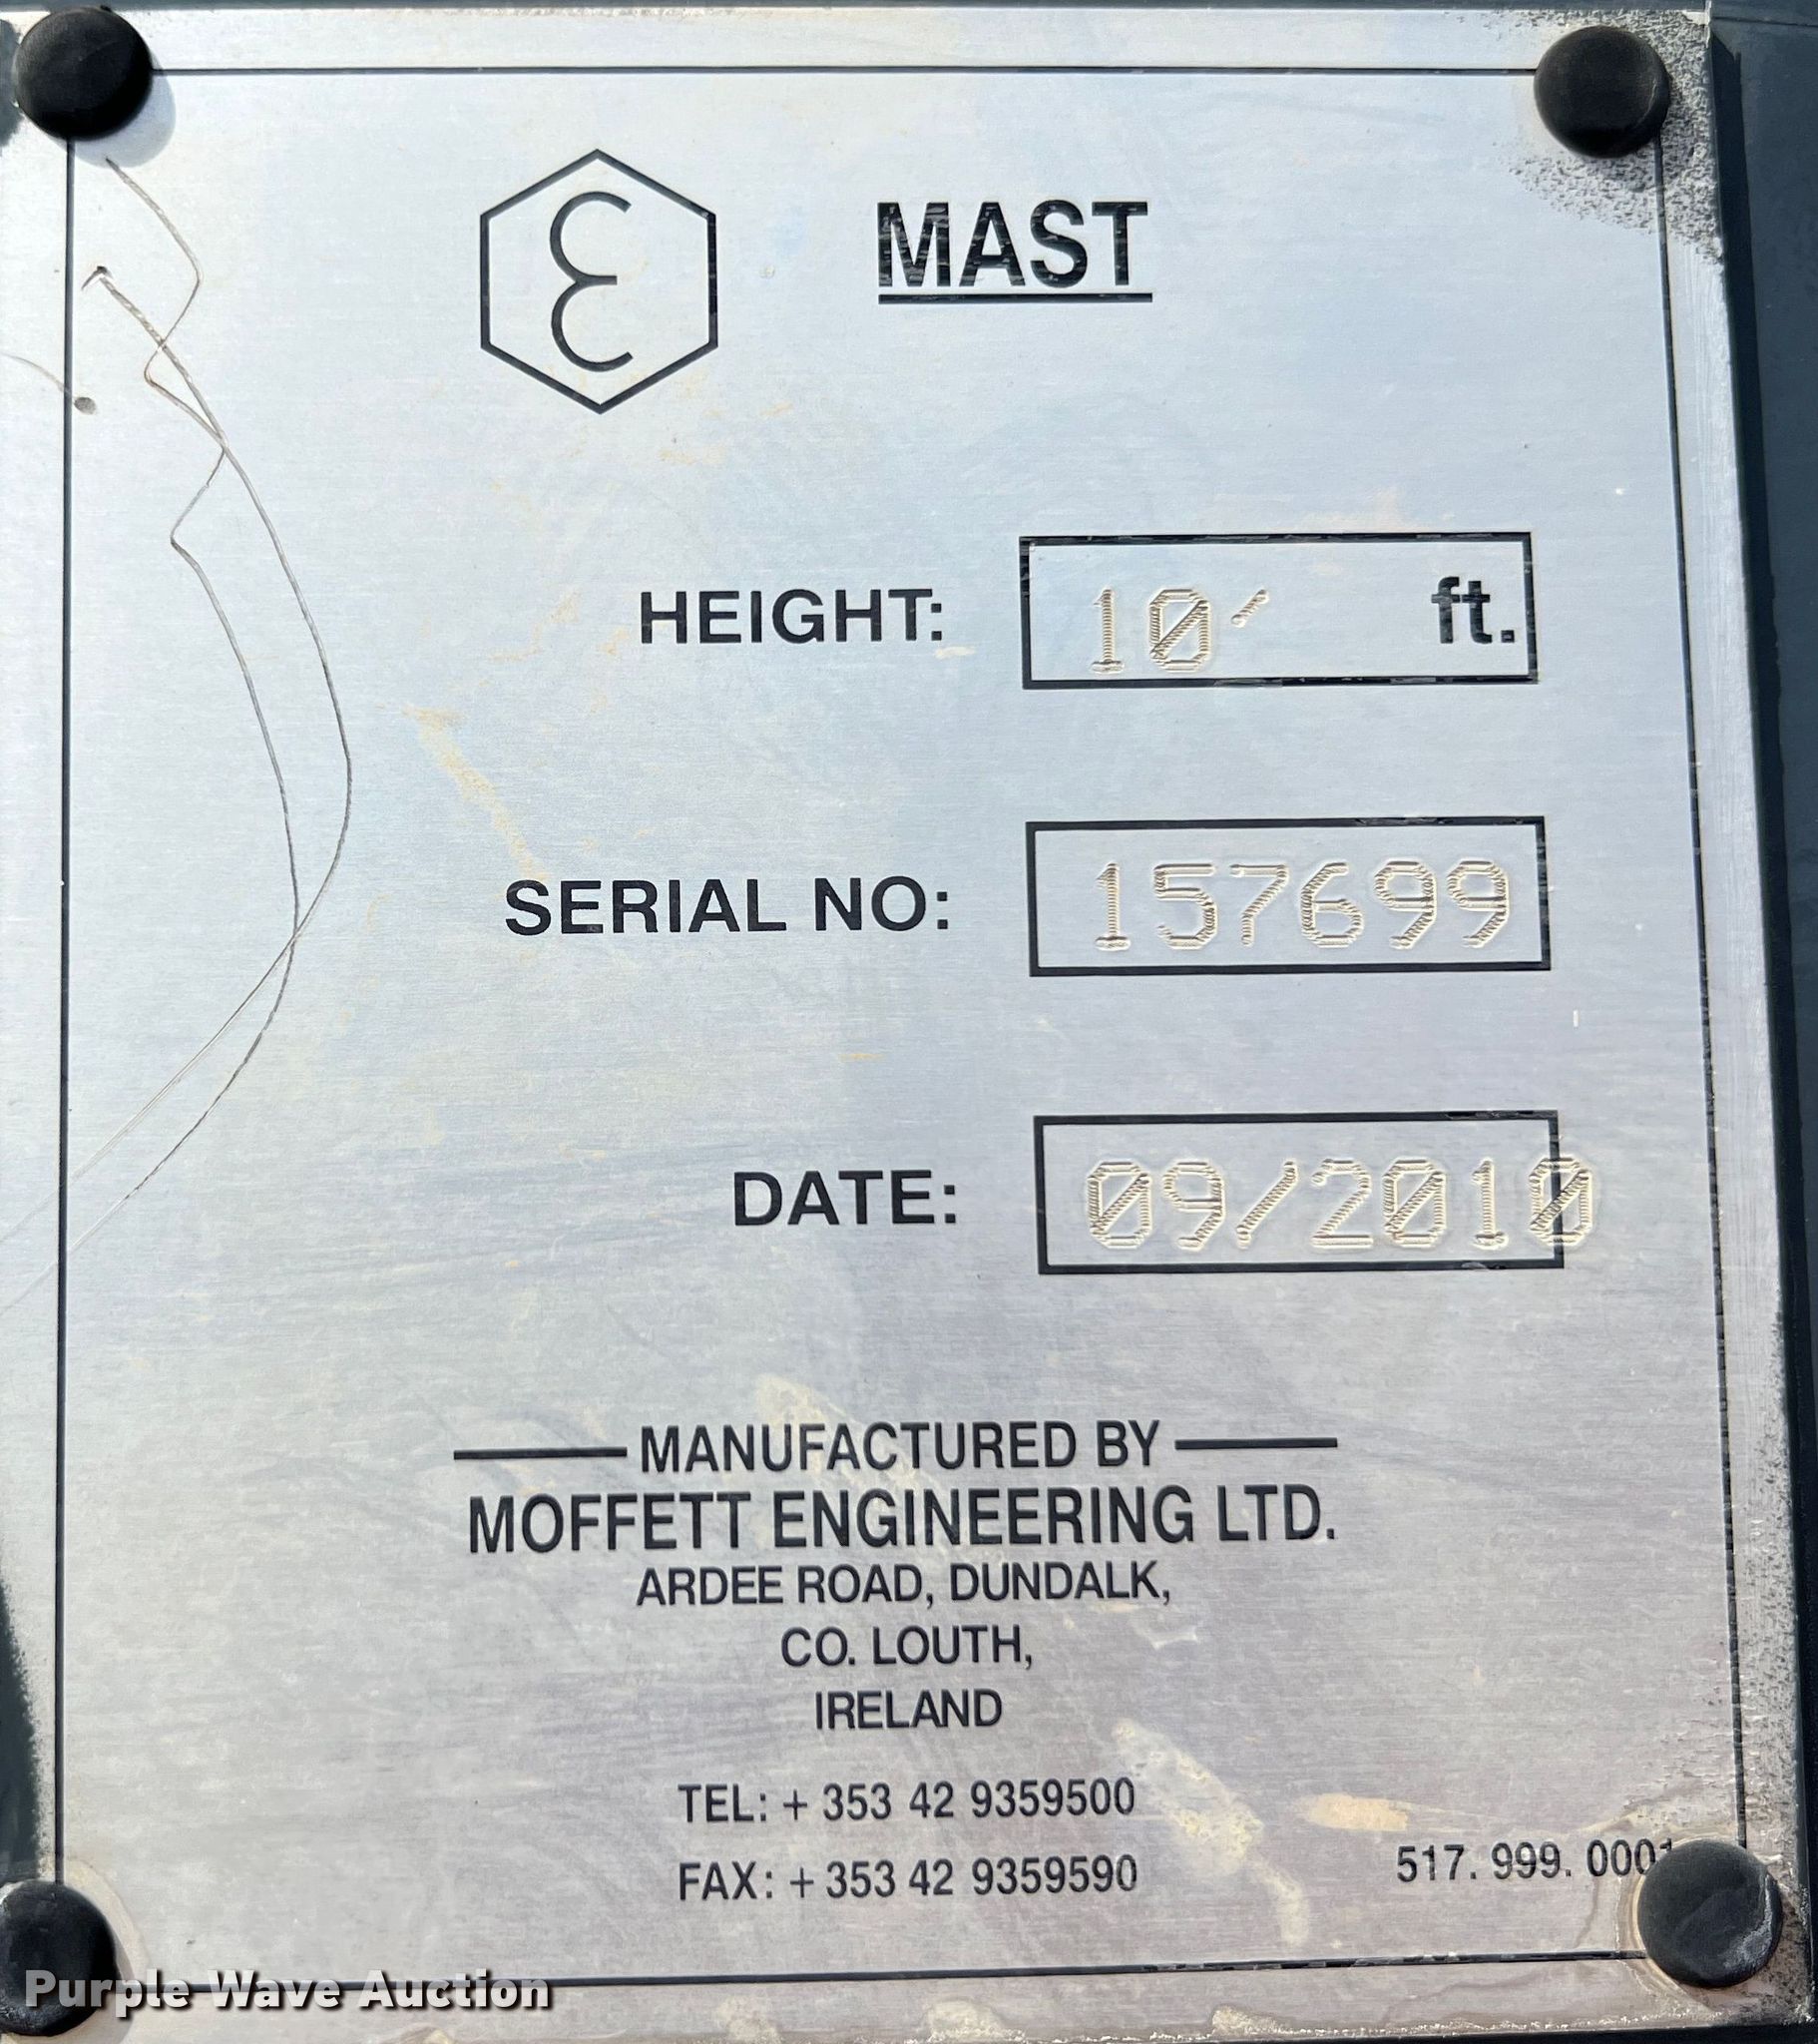 ε MAST
HEIGHT: 10' ft.
SERIAL NO: 157699
DATE: 09/2010
MANUFACTURED BY
MOFFETT ENGINEERING LTD.
ARDEE ROAD, DUNDALK,
CO. LOUTH,
IRELAND
TEL: + 353 42 9359500
FAX: + 353 42 9359590
517. 999. 0001
Purple Wave Auction